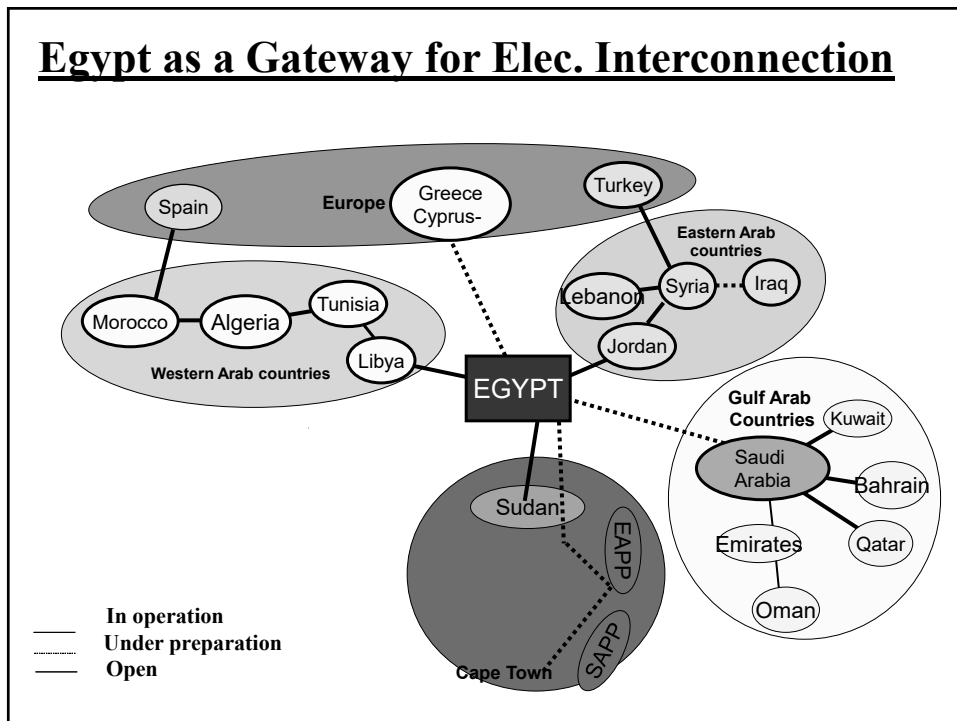 Egypt as a Gateway for Elec. Interconnection
Spain
Europe
Greece
Cyprus-
Turkey
Eastern Arab
countries
Lebanon
Syria
Iraq
Jordan
Morocco
Algeria
Tunisia
Libya
Western Arab countries
EGYPT
Gulf Arab
Countries
Kuwait
Saudi
Arabia
Bahrain
Emirates
Qatar
Oman
Sudan
EAPP
SAPP
Cape Town
In operation
Under preparation
Open